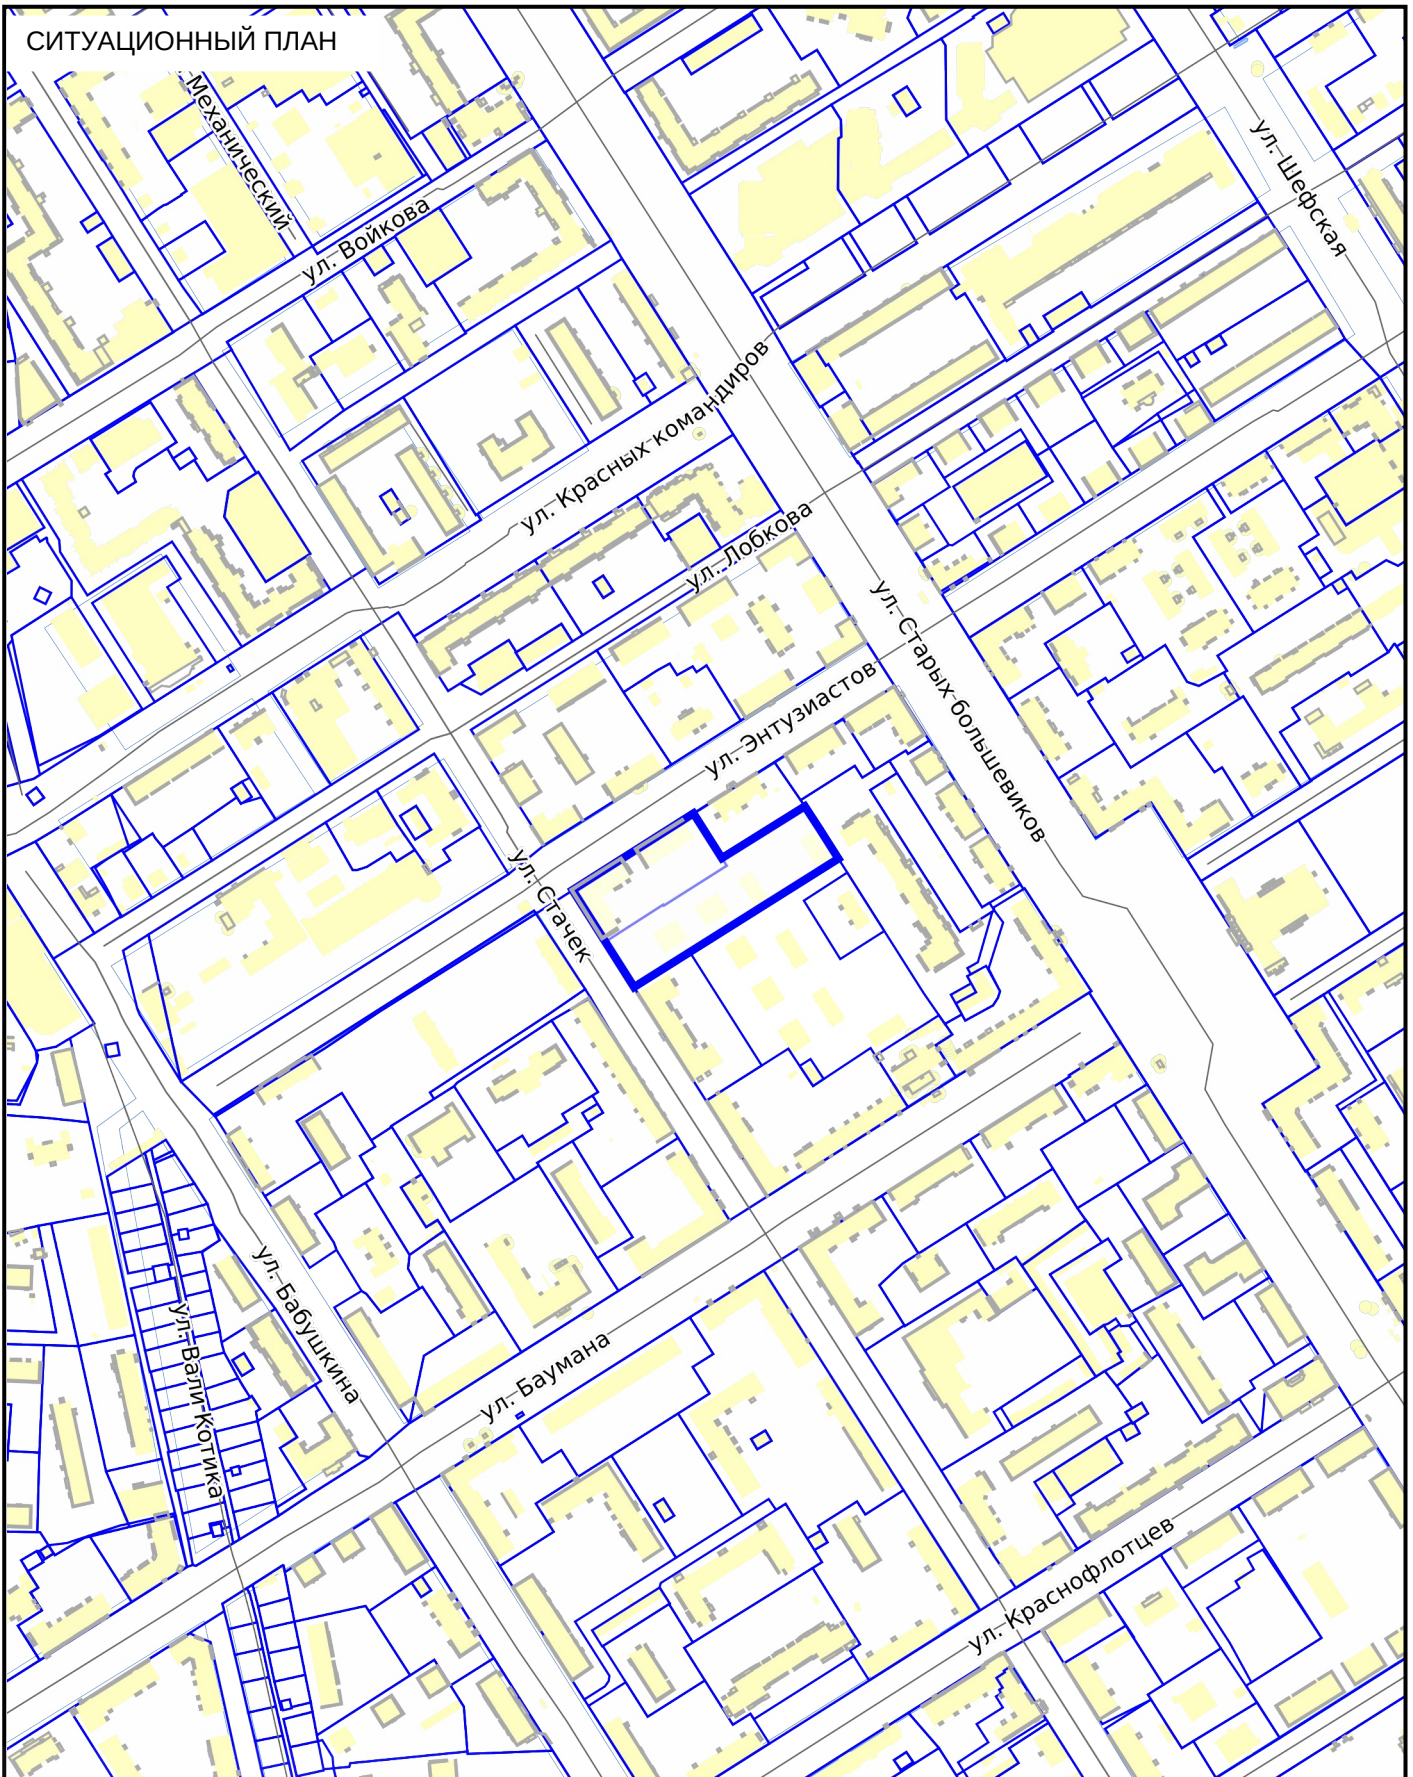 СИТУАЦИОННЫЙ ПЛАН
Механический
ул. Войкова
ул. Шефская
ул. Красных командиров
ул. Лобкова
ул. Старых большевиков
ул. Энтузиастов
ул. Стачек
ул. Бабушкина
ул. Вали Котика
ул. Баумана
ул. Краснофлотцев